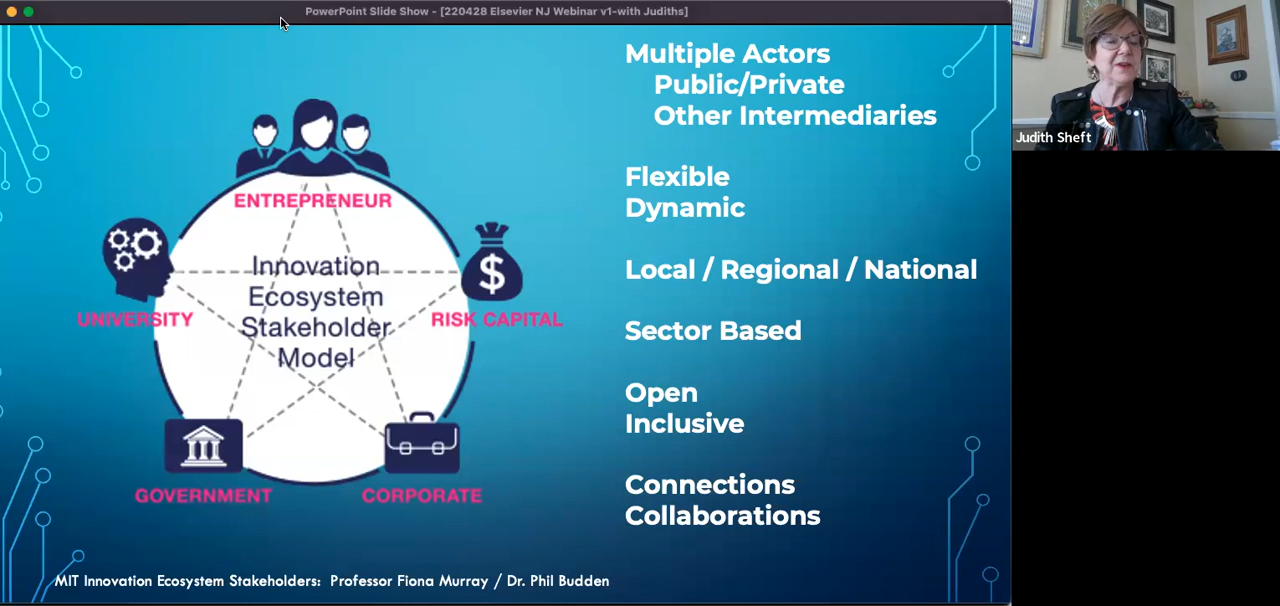 PowerPoint Slide Show - [220428 Elsevier NJ Webinar v1-with Judiths]
Multiple Actors
Public/Private
Other Intermediaries
Flexible
Dynamic
Local / Regional / National
Sector Based
Open
Inclusive
Connections
Collaborations
ENTREPRENEUR
Innovation
Ecosystem
Stakeholder
Model
$
UNIVERSITY
RISK CAPITAL
GOVERNMENT
CORPORATE
MIT Innovation Ecosystem Stakeholders: Professor Fiona Murray / Dr. Phil Budden
Judith Sheft